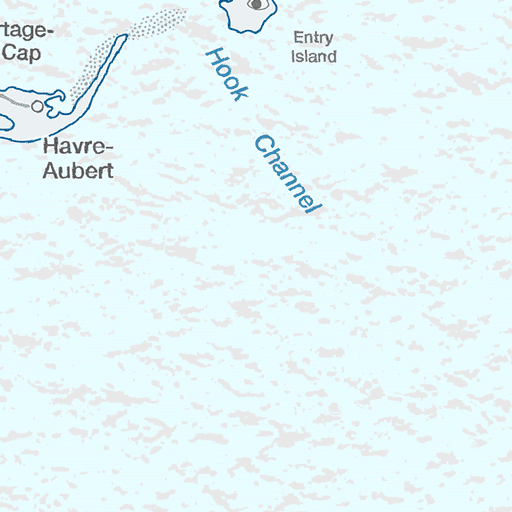 rtage-
Cap
Entry
Island
Hook
Channel
Havre-
Aubert